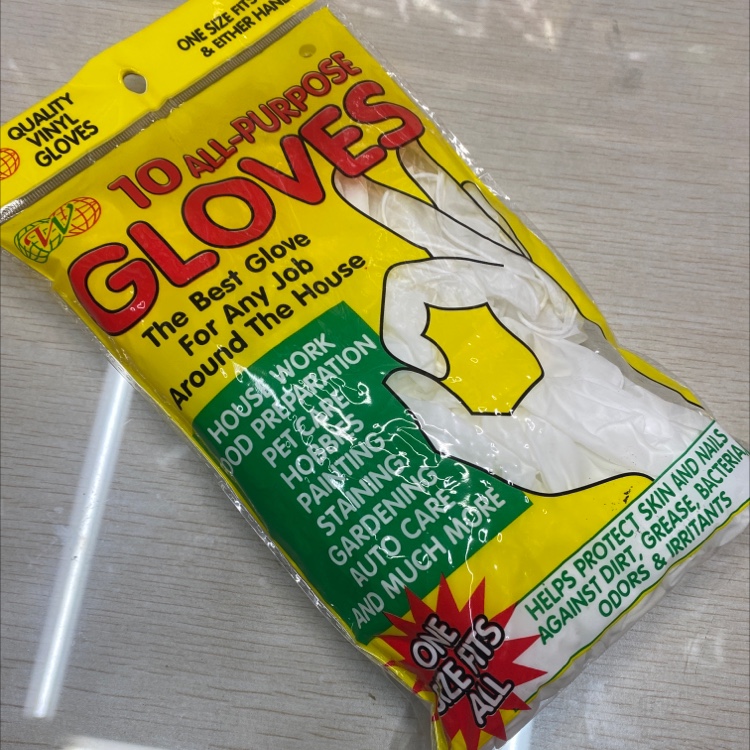 ONE SIZE FITS
& EITHER HAND
QUALITY
VINYL
GLOVES
10 ALL-PURPOSE
GLOVES
The Best Glove
For Any Job
Around The House
HOUSE WORK
FOOD PREPARATION
PET CARE
HOBBIES
PAINTING
STAINING
GARDENING
AUTO CARE
AND MUCH MORE
HELPS PROTECT SKIN AND NAILS
AGAINST DIRT, GREASE, BACTERIA
ODORS & IRRITANTS
ONE
SIZE FITS
ALL